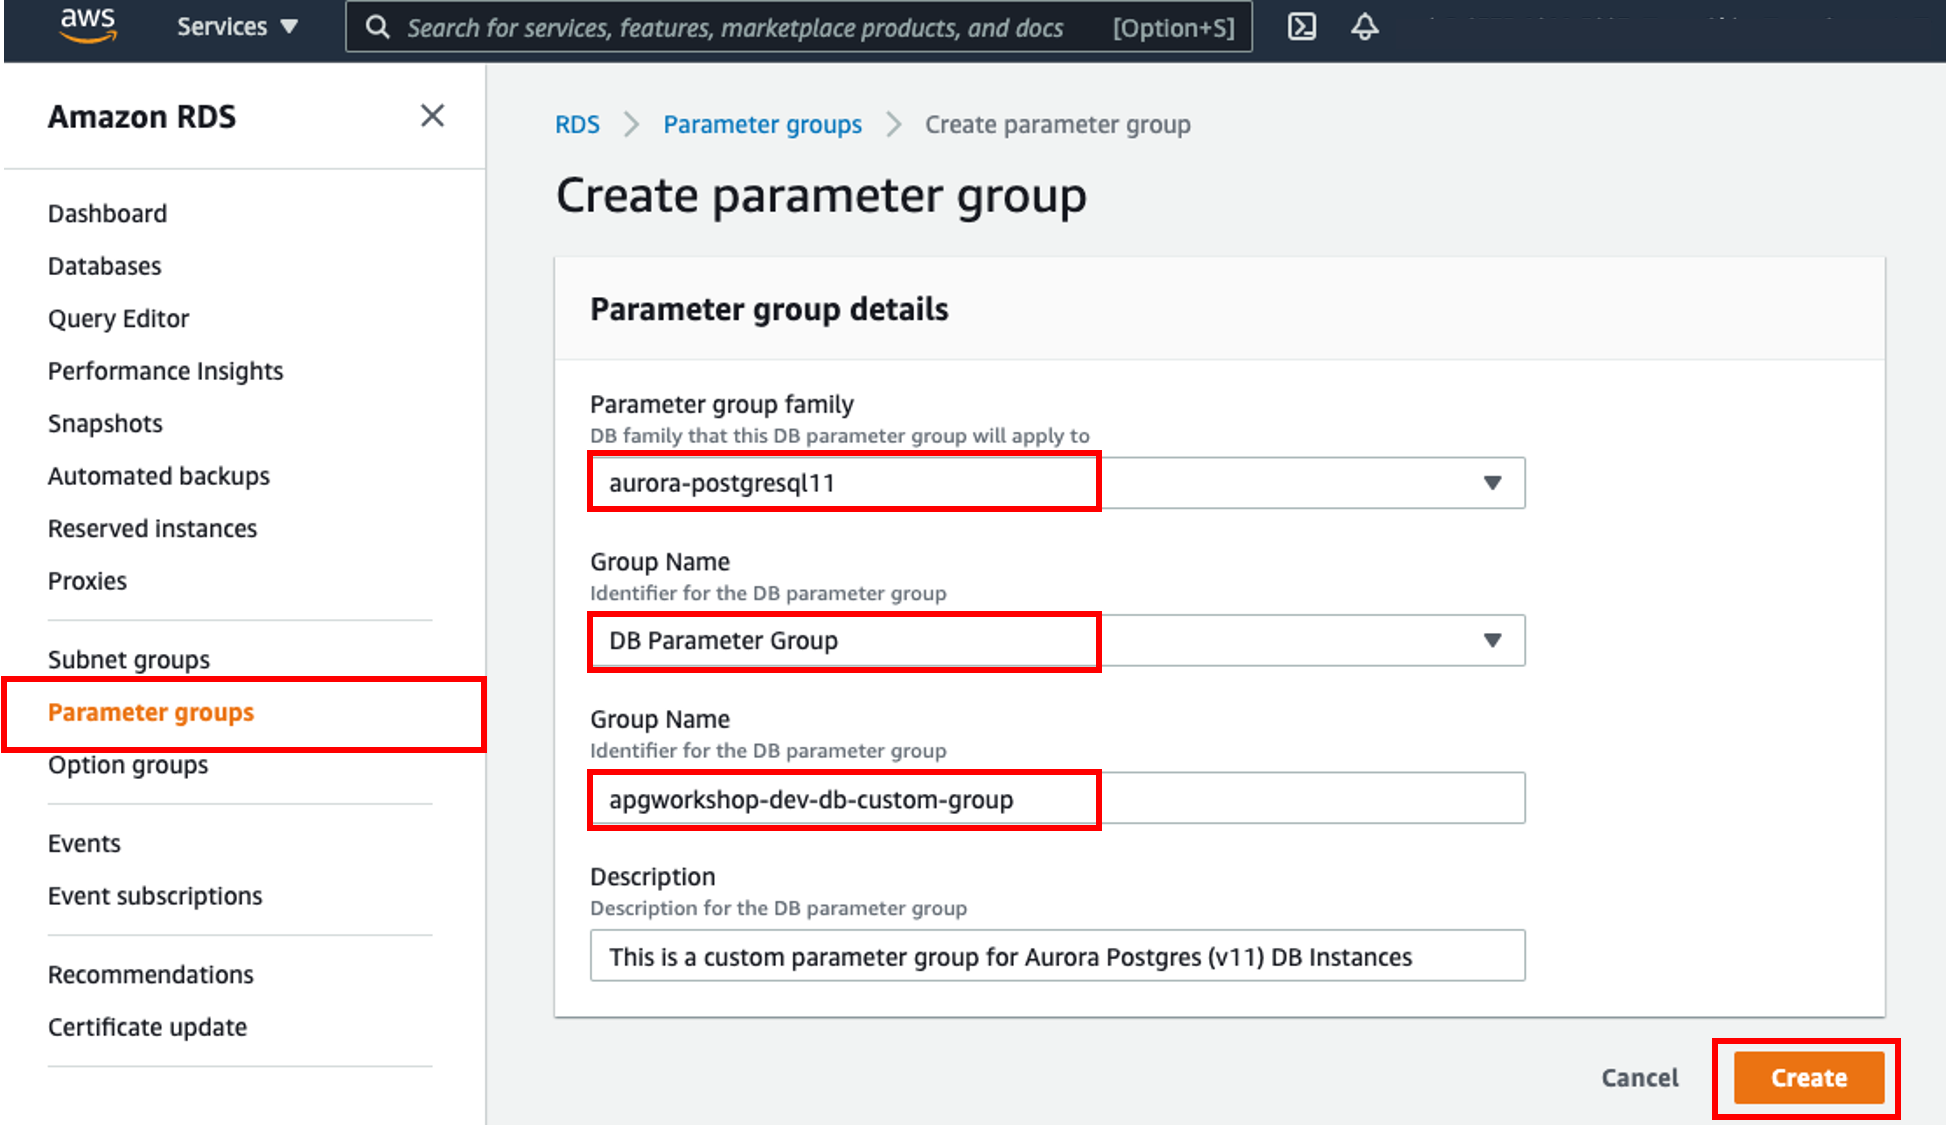 aws
Services
Search for services, features, marketplace products, and docs [Option+S]
Amazon RDS
Dashboard
Databases
Query Editor
Performance Insights
Snapshots
Automated backups
Reserved instances
Proxies
Subnet groups
Parameter groups
Option groups
Events
Event subscriptions
Recommendations
Certificate update
RDS > Parameter groups > Create parameter group
Create parameter group
Parameter group details
Parameter group family
DB family that this DB parameter group will apply to
aurora-postgresql11
Group Name
Identifier for the DB parameter group
DB Parameter Group
Group Name
Identifier for the DB parameter group
apgworkshop-dev-db-custom-group
Description
Description for the DB parameter group
This is a custom parameter group for Aurora Postgres (v11) DB Instances
Cancel
Create